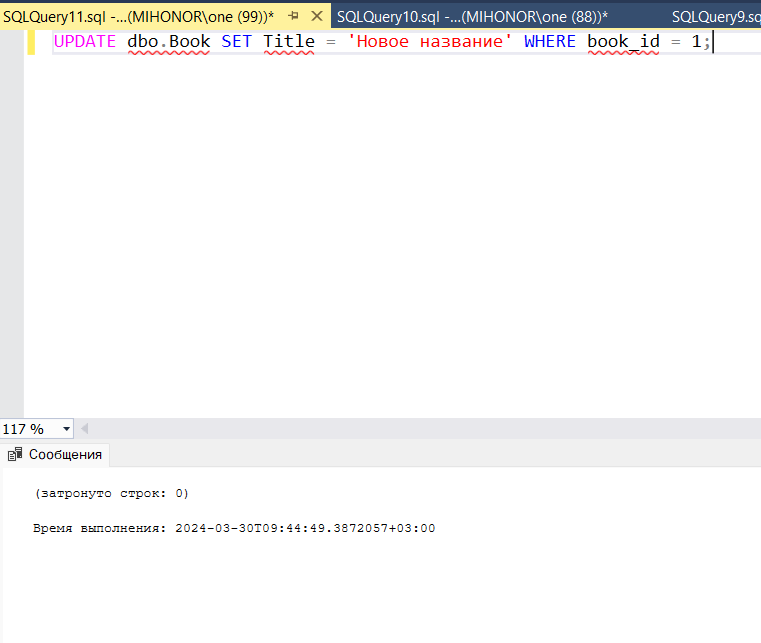 SQLQuery11.sql -...(MIHONOR\one (99))* SQLQuery10.sql -...(MIHONOR\one (88))* SQLQuery9.sq
UPDATE dbo.Book SET Title = 'Новое название' WHERE book_id = 1;
117 %
Сообщения
(затронуто строк: 0)
Время выполнения: 2024-03-30T09:44:49.3872057+03:00